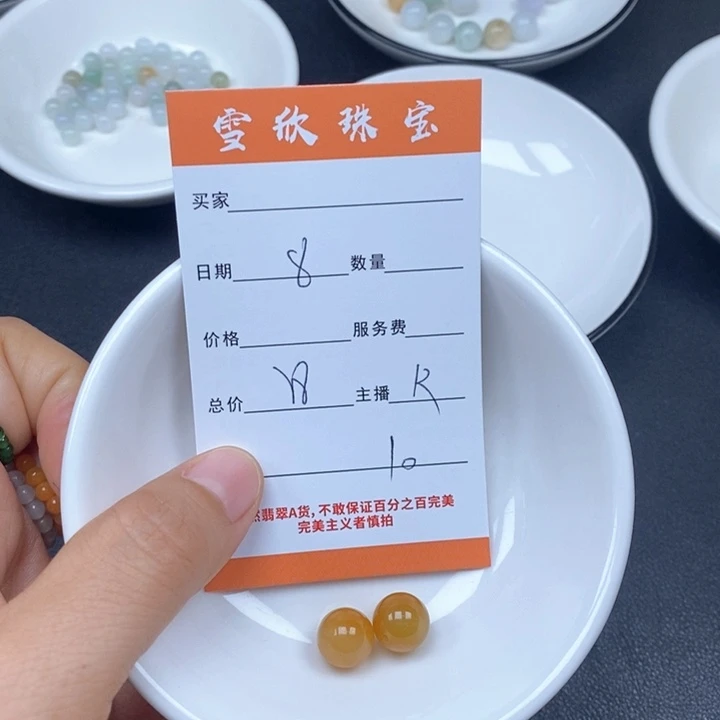 雪欣珠宝
买家
日期 8 数量
价格 服务费
总价 主播 K
10
翡翠A货,不敢保证百分之百完美
完美主义者慎拍